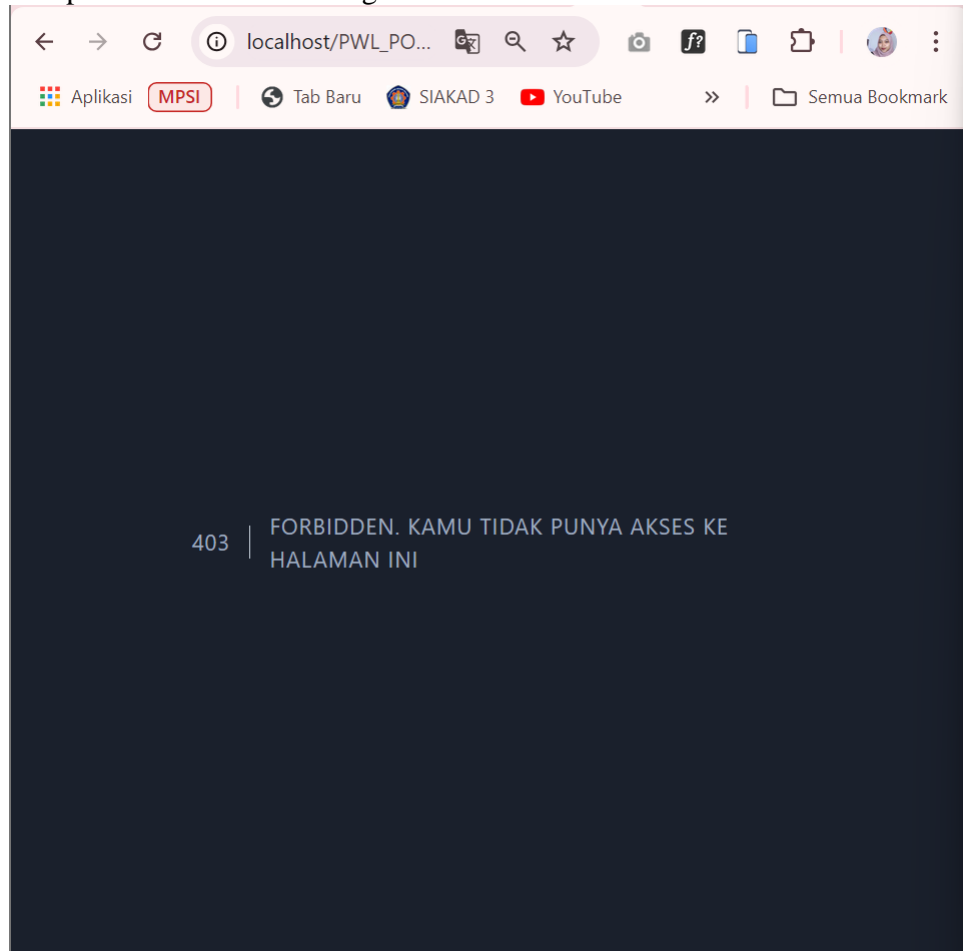 localhost/PWL_PO...
Aplikasi MPSI Tab Baru SIAKAD 3 YouTube » Semua Bookmark
403 FORBIDDEN. KAMU TIDAK PUNYA AKSES KE
HALAMAN INI